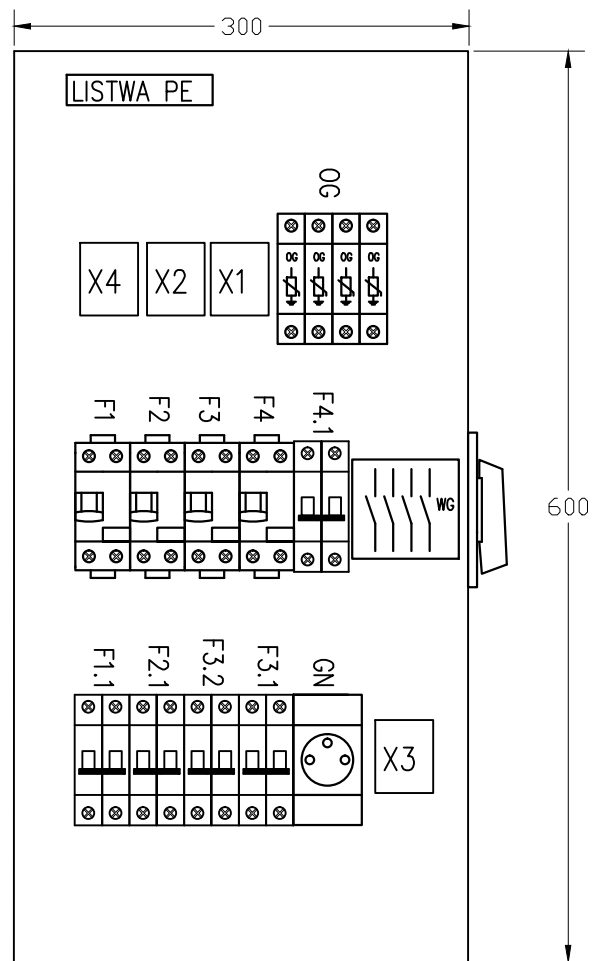 300
LISTWA PE
OG
X4 X2 X1
OG OG OG OG
F1 F2 F3 F4 F4.1
WG
600
F1.1 F2.1 F3.2 F3.1 GN
X3